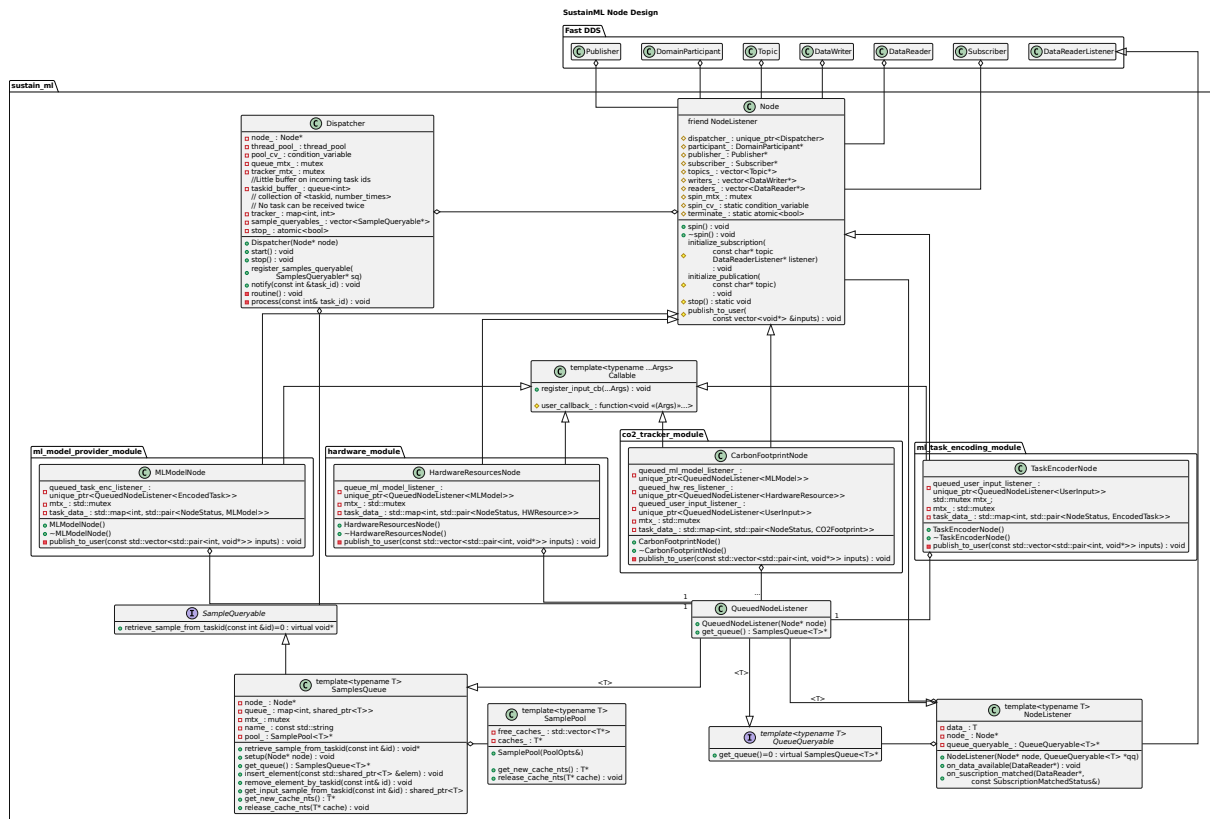 SustainML Node Design
Fast DDS
C Publisher
C DomainParticipant
C Topic
C DataWriter
C DataReader
C Subscriber
C DataReaderListener
sustain_ml
C Node
friend NodeListener
dispatcher_ : unique_ptr<Dispatcher>
participant_ : DomainParticipant*
publisher_ : Publisher*
subscriber_ : Subscriber*
topics_ : vector<Topic*>
writers_ : vector<DataWriter*>
readers_ : vector<DataReader*>
spin_mtx_ : mutex
spin_cv_ : static condition_variable
terminate_ : static atomic<bool>
spin() : void
~spin() : void
initialize_subscription(
const char* topic
DataReaderListener* listener)
: void
initialize_publication(
const char* topic)
: void
stop() : static void
publish_to_user(
const vector<void*> &inputs) : void
C Dispatcher
node_ : Node*
thread_pool_ : thread_pool
pool_cv_ : condition_variable
queue_mtx_ : mutex
tracker_mtx_ : mutex
//Little buffer on incoming task ids
taskid_buffer_ : queue<int>
// collection of <taskid, number_times>
// No task can be received twice
tracker_ : map<int, int>
sample_queryables_ : vector<SampleQueryable*>
stop_ : atomic<bool>
Dispatcher(Node* node)
start() : void
stop() : void
register_samples_queryable(
SamplesQueryabler* sq)
notify(const int &task_id) : void
routine() : void
process(const int& task_id) : void
C template<typename ...Args>
Callable
register_input_cb(...Args) : void
user_callback_ : function<void «(Args)»...>
ml_model_provider_module
C MLModelNode
queued_task_enc_listener_ :
unique_ptr<QueuedNodeListener<EncodedTask>>
mtx_ : std::mutex
task_data_ : std::map<int, std::pair<NodeStatus, MLModel>>
MLModelNode()
~MLModelNode()
publish_to_user(const std::vector<std::pair<int, void*>> inputs) : void
hardware_module
C HardwareResourcesNode
queue_ml_model_listener_ :
unique_ptr<QueuedNodeListener<MLModel>>
mtx_ : std::mutex
task_data_ : std::map<int, std::pair<NodeStatus, HWResource>>
HardwareResourcesNode()
~HardwareResourcesNode()
publish_to_user(const std::vector<std::pair<int, void*>> inputs) : void
co2_tracker_module
C CarbonFootprintNode
queued_ml_model_listener_ :
unique_ptr<QueuedNodeListener<MLModel>>
queued_hw_res_listener_ :
unique_ptr<QueuedNodeListener<HardwareResource>>
queued_user_input_listener_ :
unique_ptr<QueuedNodeListener<UserInput>>
mtx_ : std::mutex
task_data_ : std::map<int, std::pair<NodeStatus, CO2Footprint>>
CarbonFootprintNode()
~CarbonFootprintNode()
publish_to_user(const std::vector<std::pair<int, void*>> inputs) : void
ml_task_encoding_module
C TaskEncoderNode
queued_user_input_listener_ :
unique_ptr<QueuedNodeListener<UserInput>>
std::mutex mtx_;
mtx_ : std::mutex
task_data_ : std::map<int, std::pair<NodeStatus, EncodedTask>>
TaskEncoderNode()
~TaskEncoderNode()
publish_to_user(const std::vector<std::pair<int, void*>> inputs) : void
1
1
...
1
I SampleQueryable
retrieve_sample_from_taskid(const int &id)=0 : virtual void*
C QueuedNodeListener
QueuedNodeListener(Node* node)
get_queue() : SamplesQueue<T>*
<T>
<T>
<T>
C template<typename T>
SamplesQueue
node_ : Node*
queue_ : map<int, shared_ptr<T>>
mtx_ : mutex
name_ : const std::string
pool_ : SamplePool<T>*
retrieve_sample_from_taskid(const int &id) : void*
setup(Node* node) : void
get_queue() : SamplesQueue<T>*
insert_element(const std::shared_ptr<T> &elem) : void
remove_element_by_taskid(const int& id) : void
get_input_sample_from_taskid(const int &id) : shared_ptr<T>
get_new_cache_nts() : T*
release_cache_nts(T* cache) : void
C template<typename T>
SamplePool
free_caches_ : std::vector<T*>
caches_ : T*
SamplePool(PoolOpts&)
get_new_cache_nts() : T*
release_cache_nts(T* cache) : void
I template<typename T>
QueueQueryable
get_queue()=0 : virtual SamplesQueue<T>*
C template<typename T>
NodeListener
data_ : T
node_ : Node*
queue_queryable_ : QueueQueryable<T>*
NodeListener(Node* node, QueueQueryable<T> *qq)
on_data_available(DataReader*) : void
on_suscription_matched(DataReader*,
const SubscriptionMatchedStatus&)